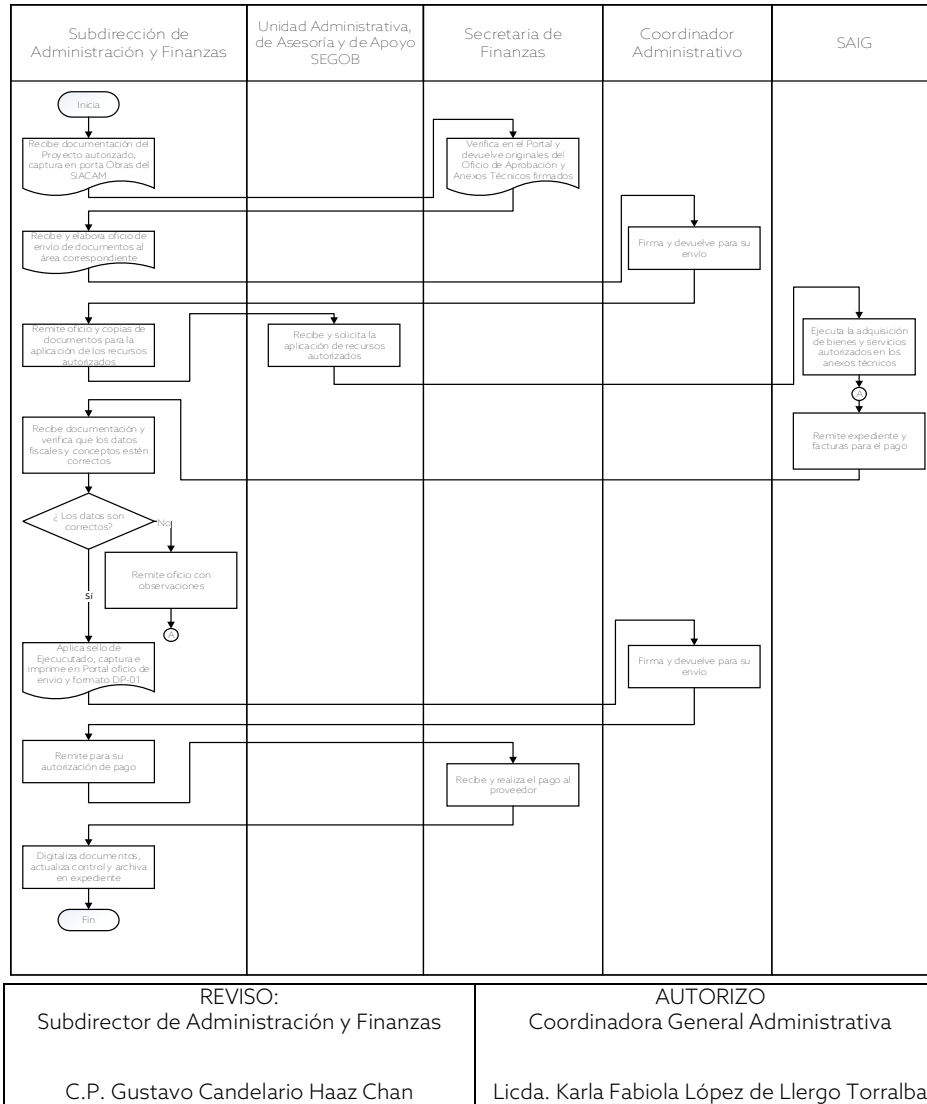 Subdirección de
Administración y Finanzas
Unidad Administrativa,
de Asesoría y de Apoyo
SEGOB
Secretaria de
Finanzas
Coordinador
Administrativo
SAIG
Inicia
Recibe documentación del
Proyecto autorizado,
captura en porta Obras del
SIACAM
Verifica en el Portal y
devuelve originales del
Oficio de Aprobación y
Anexos Técnicos firmados
Recibe y elabora oficio de
envío de documentos al
área correspondiente
Firma y devuelve para su
envío
Remite oficio y copias de
documentos para la
aplicación de los recursos
autorizados
Recibe y solicita la
aplicación de recursos
autorizados
Ejecuta la adquisición
de bienes y servicios
autorizados en los
anexos técnicos
A
Remite expediente y
facturas para el pago
Recibe documentación y
verifica que los datos
fiscales y conceptos estén
correctos
¿ Los datos son
correctos?
No
Remite oficio con
observaciones
Sí
A
Aplica sello de
Ejecucutado, captura e
imprime en Portal oficio de
envio y formato DP-01
Firma y devuelve para su
envío
Remite para su
autorización de pago
Recibe y realiza el pago al
proveedor
Digitaliza documentos,
actualiza control y archiva
en expediente
Fin
REVISO:
Subdirector de Administración y Finanzas
C.P. Gustavo Candelario Haaz Chan
AUTORIZO
Coordinadora General Administrativa
Licda. Karla Fabiola López de Llergo Torralba